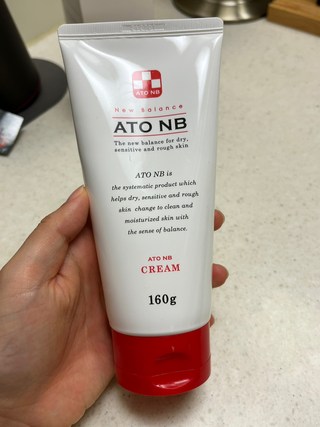 ATO NB
New Balance
ATO NB
The new balance for dry,
sensitive and rough skin
ATO NB is
the systematic product which
helps dry, sensitive and rough
skin change to clean and
moisturized skin with
the sense of balance.
ATO NB
CREAM
160g